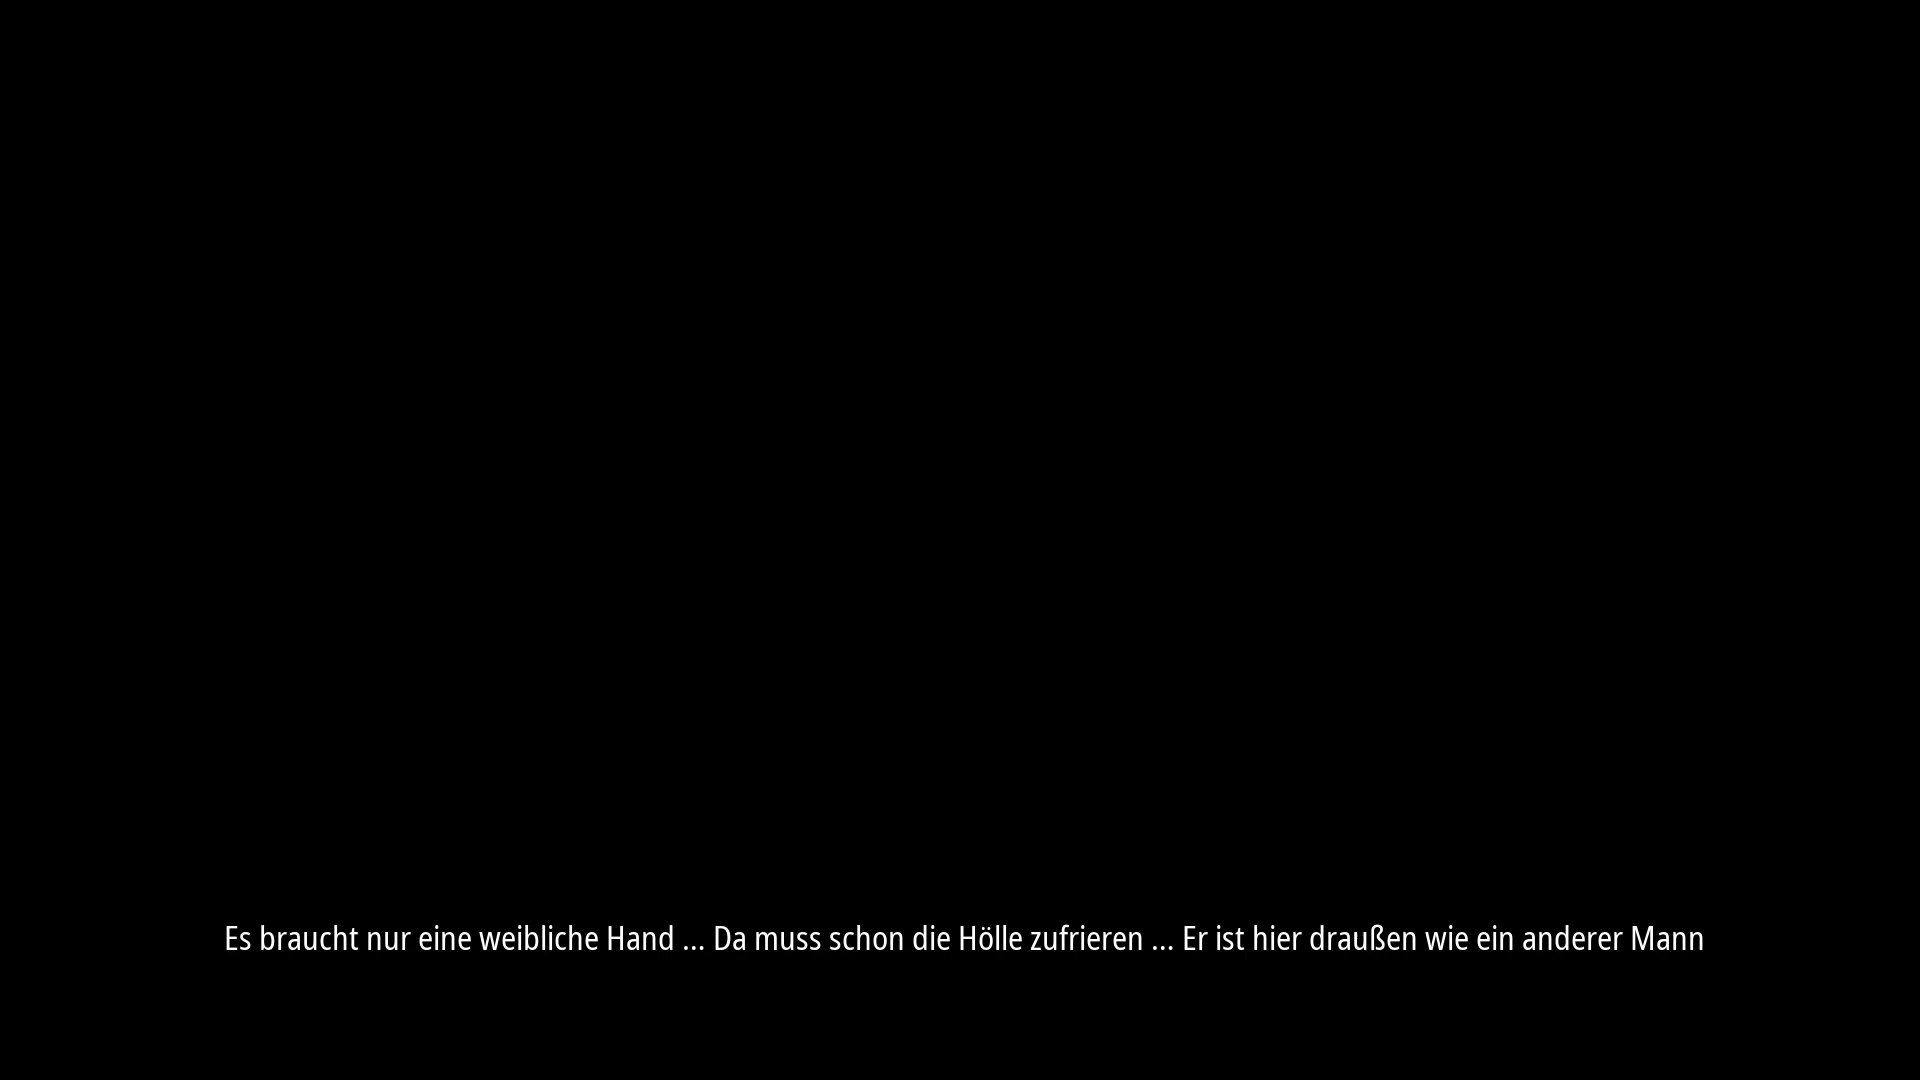 Es braucht nur eine weibliche Hand ... Da muss schon die Hölle zufrieren ... Er ist hier draußen wie ein anderer Mann